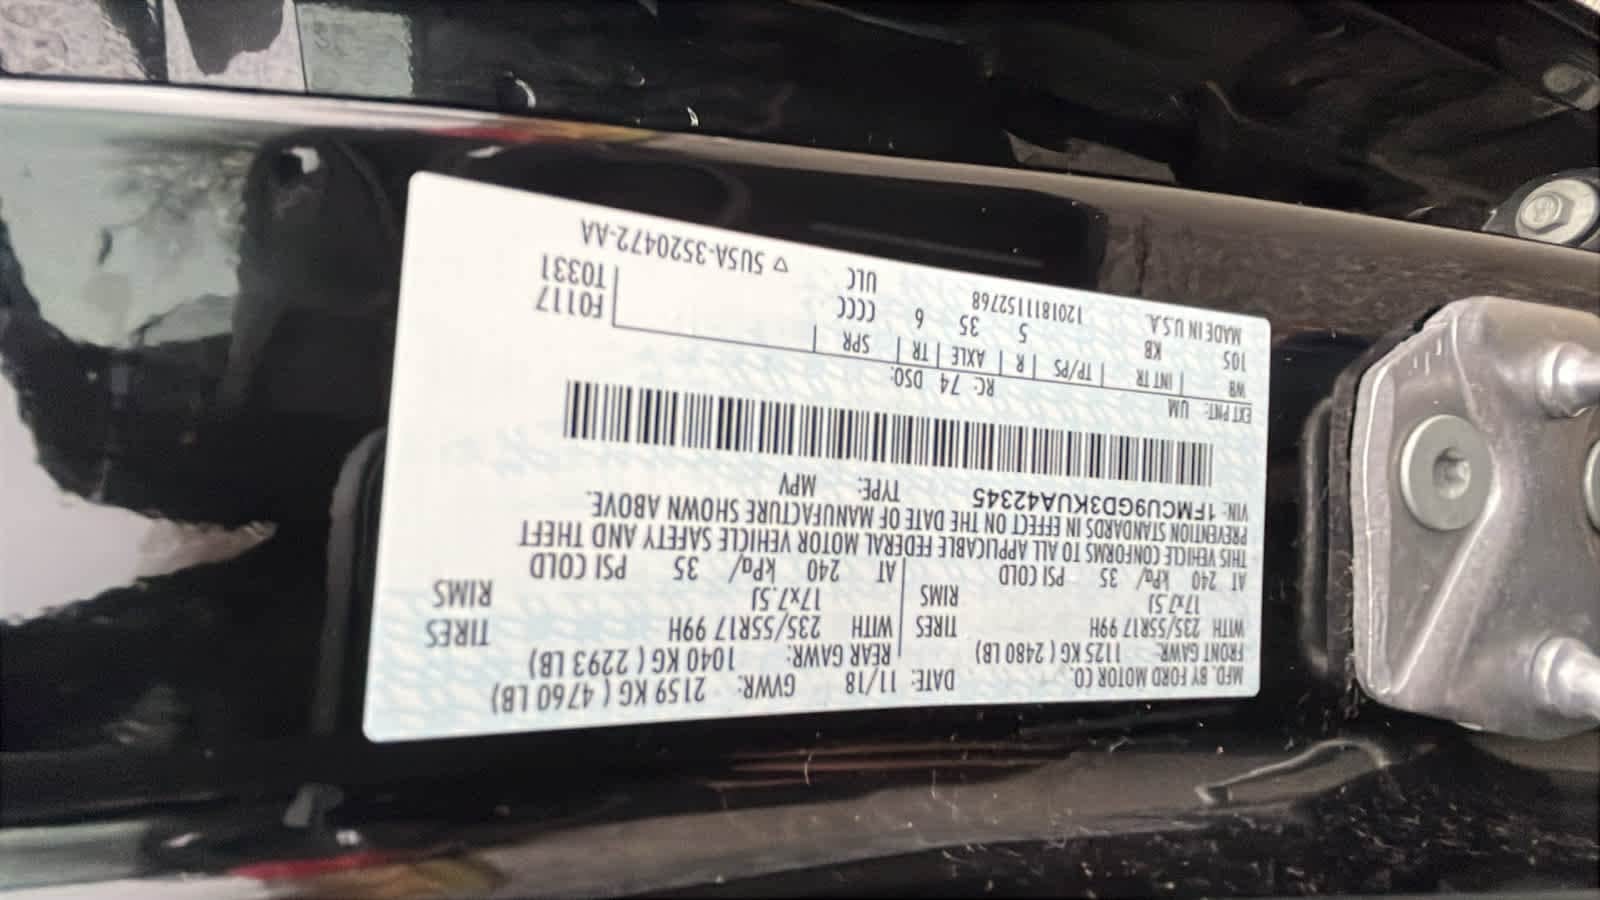 MFD. BY FORD MOTOR CO. DATE: 11/18 GVWR: 2159 KG ( 4760 LB)
FRONT GAWR: 1125 KG ( 2480 LB) REAR GAWR: 1040 KG ( 2293 LB)
WITH 235/55R17 99H TIRES WITH 235/55R17 99H TIRES
17x7.5J RIMS 17x7.5J RIMS
AT 240 kPa/ 35 PSI COLD AT 240 kPa/ 35 PSI COLD
THIS VEHICLE CONFORMS TO ALL APPLICABLE FEDERAL MOTOR VEHICLE SAFETY AND THEFT
PREVENTION STANDARDS IN EFFECT ON THE DATE OF MANUFACTURE SHOWN ABOVE.
VIN: 1FMCU9GD3KUA42345 TYPE: MPV
EXT PNT: UM RC: 74 DSO:
WB | INT TR | TP/PS | R | AXLE | TR | SPR | F0117
105 KB 5 35 6 CCCC T0331
MADE IN U.S.A. 1201811152768 ULC ▽ 5U5A-3520472-AA